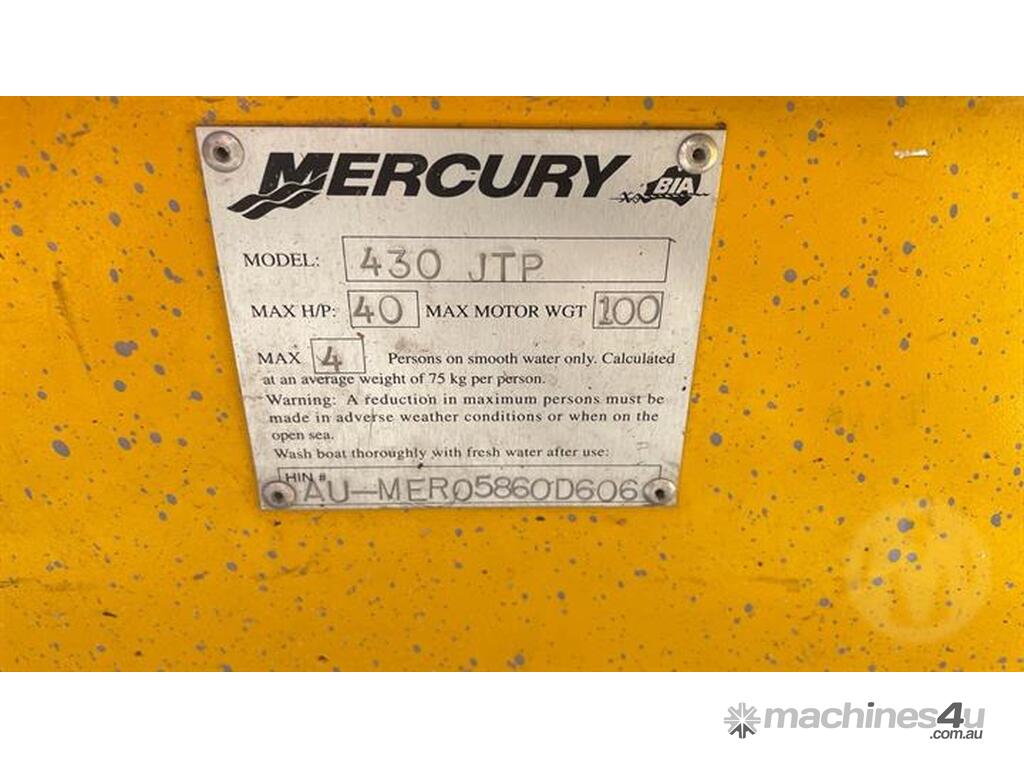 MERCURY
BIA
MODEL: 430 JTP
MAX H/P: 40 MAX MOTOR WGT 100
MAX 4 Persons on smooth water only. Calculated
at an average weight of 75 kg per person.
Warning: A reduction in maximum persons must be
made in adverse weather conditions or when on the
open sea.
Wash boat thoroughly with fresh water after use:
HIN #
machines4u
.com.au